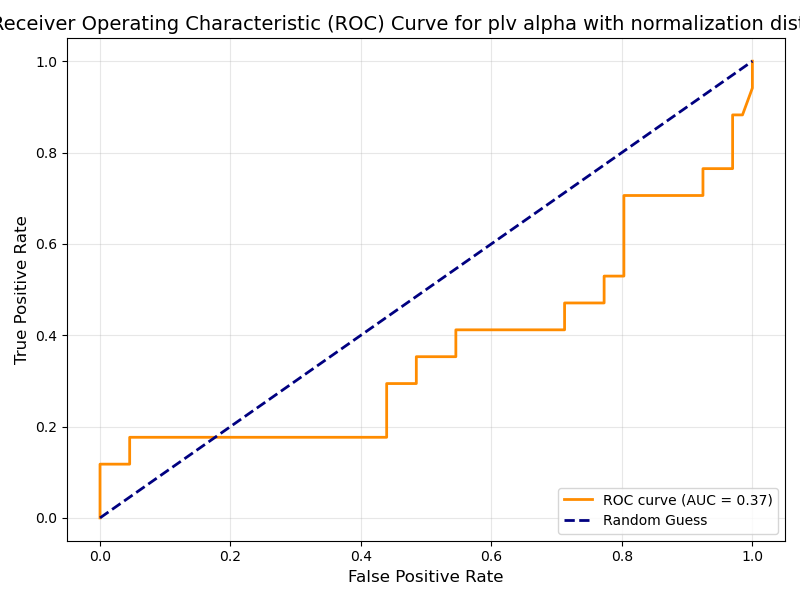 Receiver Operating Characteristic (ROC) Curve for plv alpha with normalization dist
True Positive Rate
1.0
0.8
0.6
0.4
0.2
0.0
0.0 0.2 0.4 0.6 0.8 1.0
False Positive Rate
ROC curve (AUC = 0.37)
Random Guess